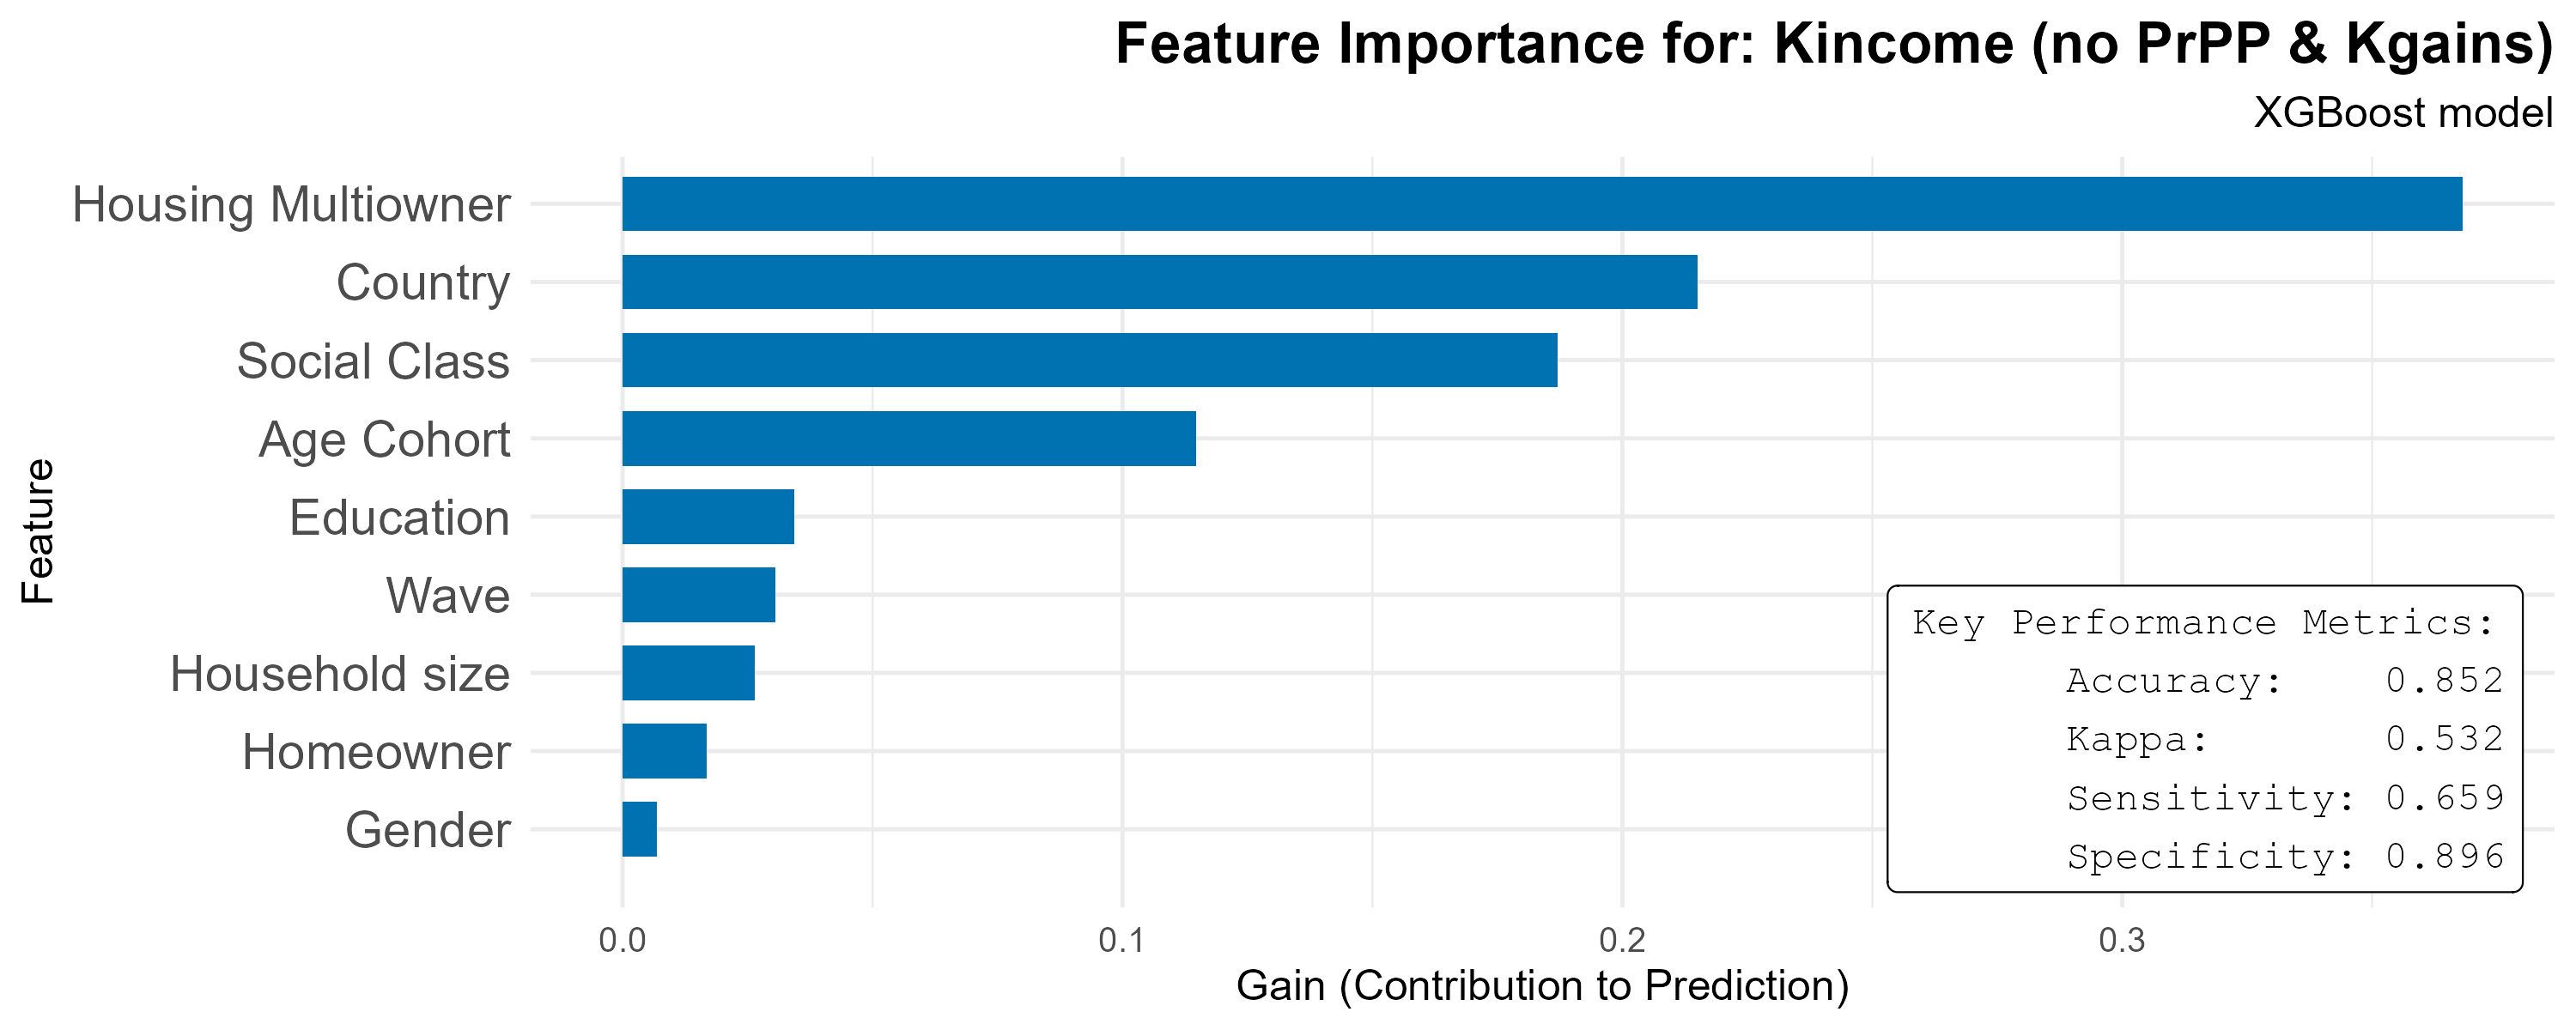 Feature Importance for: Kincome (no PrPP & Kgains)
XGBoost model
Feature
Housing Multiowner
Country
Social Class
Age Cohort
Education
Wave
Household size
Homeowner
Gender
Key Performance Metrics:
Accuracy: 0.852
Kappa: 0.532
Sensitivity: 0.659
Specificity: 0.896
0.0 0.1 0.2 0.3
Gain (Contribution to Prediction)